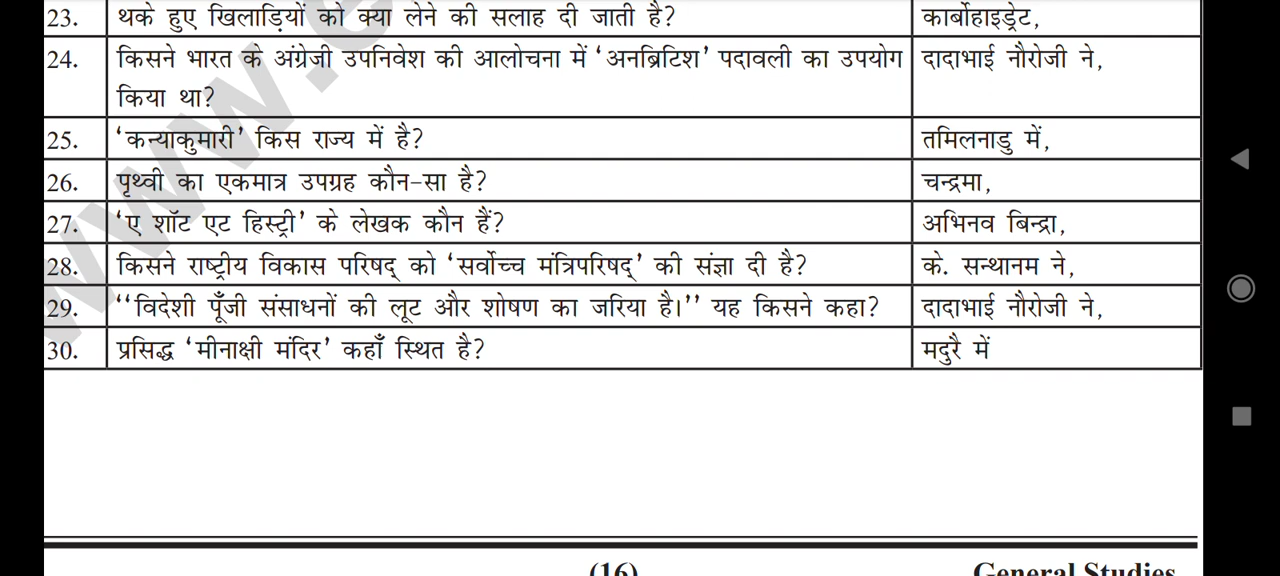 23. थके हुए खिलाड़ियों को क्या लेने की सलाह दी जाती है? कार्बोहाइड्रेट,
24. किसने भारत के अंग्रेजी उपनिवेश की आलोचना में ‘अनब्रिटिश’ पदावली का उपयोग दादाभाई नौरोजी ने,
किया था?
25. ‘कन्याकुमारी’ किस राज्य में है? तमिलनाडु में,
26. पृथ्वी का एकमात्र उपग्रह कौन-सा है? चन्द्रमा,
27. ‘ए शॉट एट हिस्ट्री’ के लेखक कौन हैं? अभिनव बिन्द्रा,
28. किसने राष्ट्रीय विकास परिषद् को ‘सर्वोच्च मंत्रिपरिषद्’ की संज्ञा दी है? के. सन्थानम ने,
29. ‘‘विदेशी पूँजी संसाधनों की लूट और शोषण का जरिया है।’’ यह किसने कहा? दादाभाई नौरोजी ने,
30. प्रसिद्ध ‘मीनाक्षी मंदिर’ कहाँ स्थित है? मदुरै में
(16) General Studies